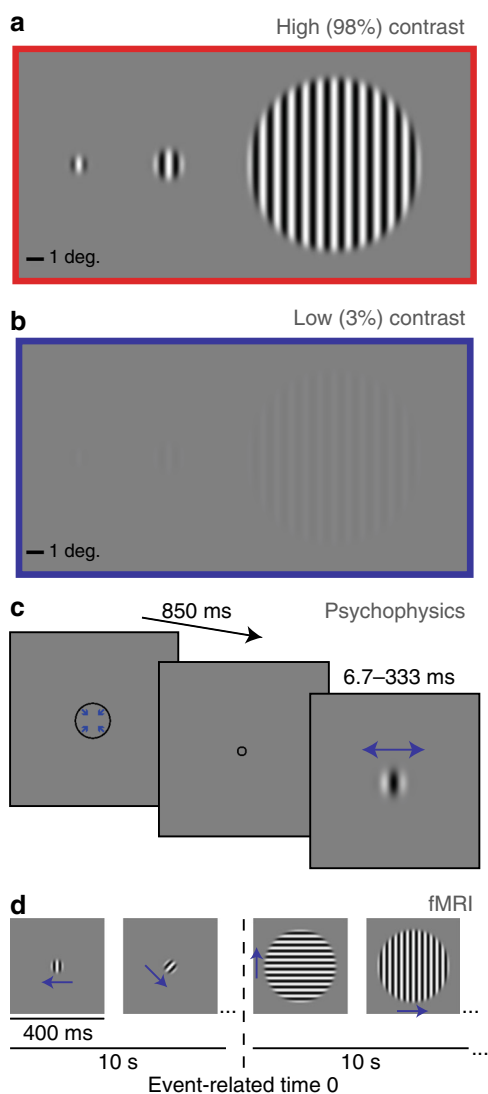 a
High (98%) contrast
1 deg.
b
Low (3%) contrast
1 deg.
c
850 ms
Psychophysics
6.7–333 ms
d
fMRI
...
...
400 ms
10 s
10 s
...
Event-related time 0